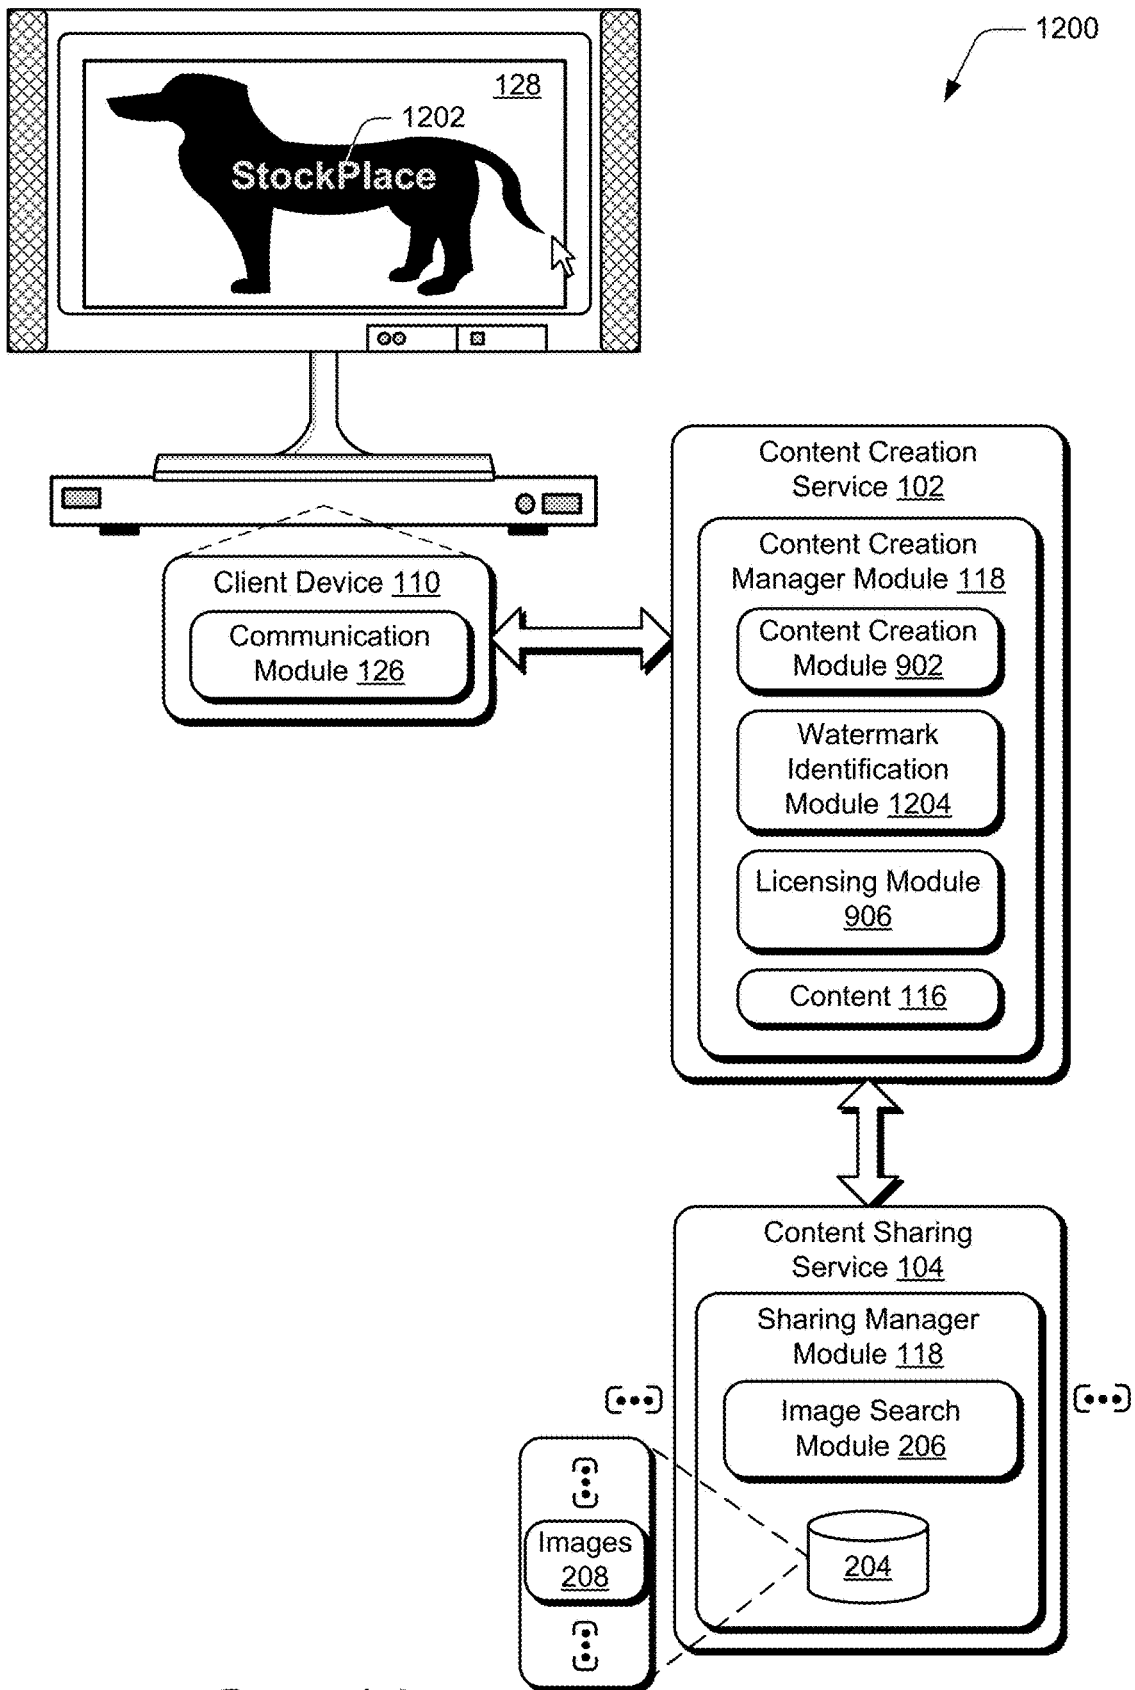 1200
128
1202
StockPlace
Content Creation
Service 102
Content Creation
Manager Module 118
Client Device 110
Communication
Module 126
Content Creation
Module 902
Watermark
Identification
Module 1204
Licensing Module
906
Content 116
Content Sharing
Service 104
Sharing Manager
Module 118
Image Search
Module 206
Images
208
204